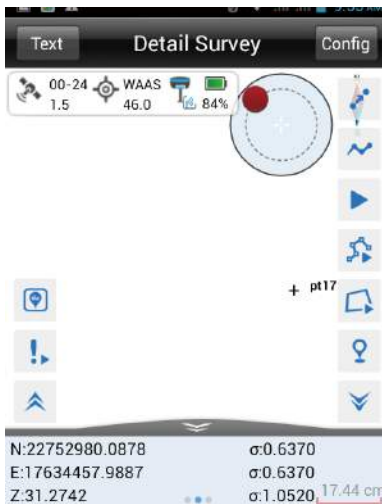 Text Detail Survey Config
00-24 WAAS
1.5 46.0 84%
pt17
N:22752980.0878 σ:0.6370
E:17634457.9887 σ:0.6370
Z:31.2742 σ:1.0520 17.44 cm